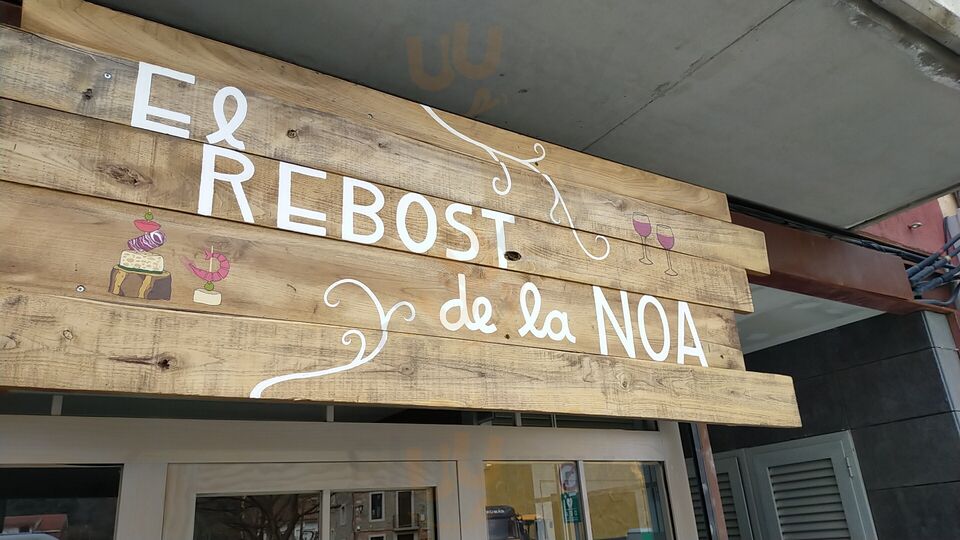 El
REBOST
de la NOA